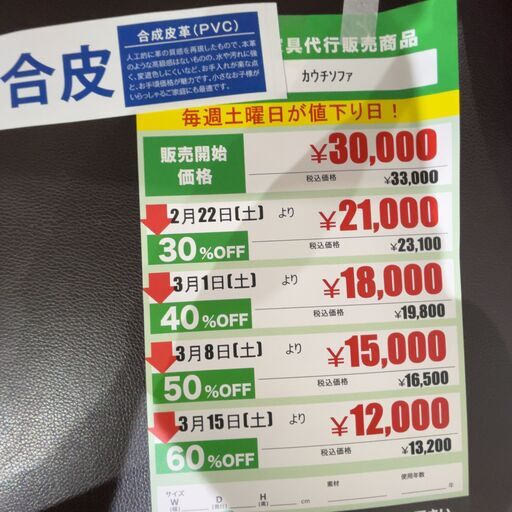 合皮
合成皮革(PVC)
人工的に革の質感を再現したもので、本革
のような高級感はないものの、水や汚れに強
く、変退色しにくいなど、お手入れが楽な点
と、お手頃価格が魅力です。小さなお子様が
いらっしゃるご家庭にも最適です。
具代行販売商品
カウチソファ
毎週土曜日が値下り日！
販売開始
価格
¥30,000
税込価格 ¥33,000
2月22日(土) より ¥21,000
30%OFF 税込価格 ¥23,100
3月1日(土) より ¥18,000
40%OFF 税込価格 ¥19,800
3月8日(土) より ¥15,000
50%OFF 税込価格 ¥16,500
3月15日(土) より ¥12,000
60%OFF 税込価格 ¥13,200
サイズ 素材 使用年数
W(幅) D(奥行) H(高) cm 年